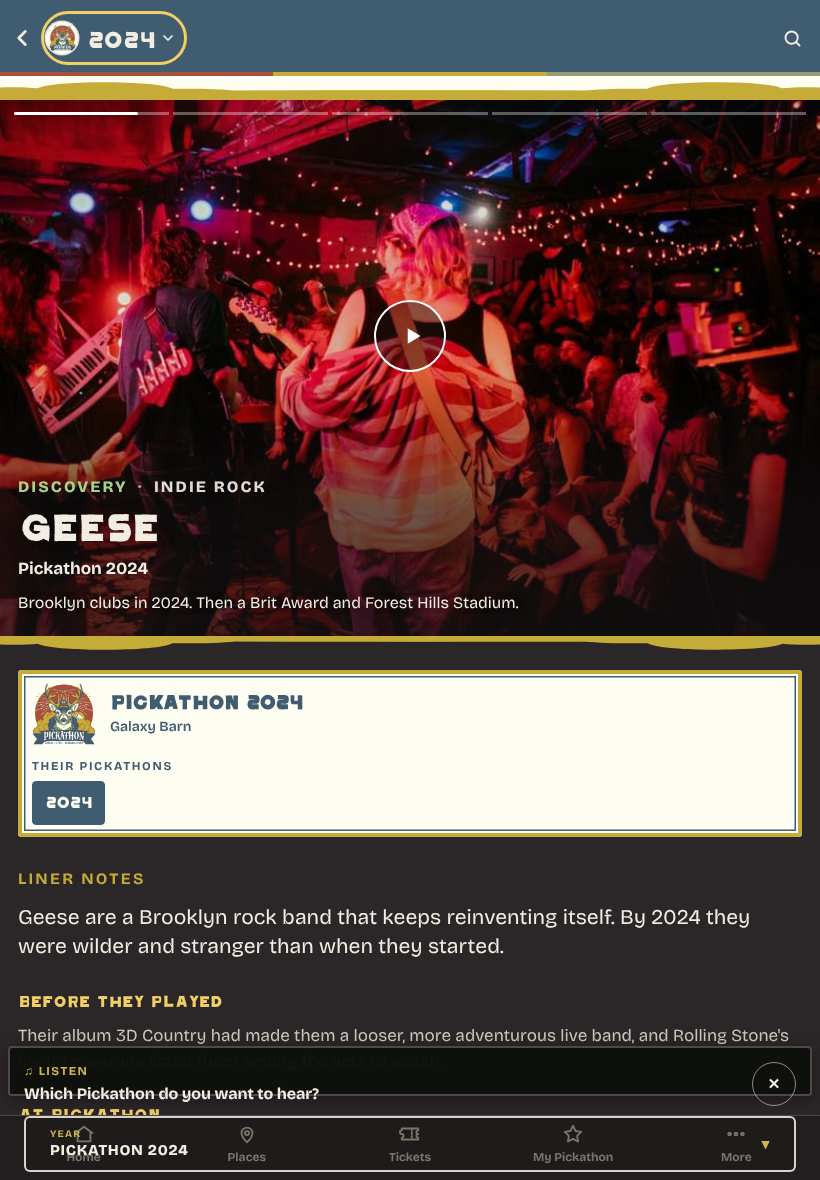 2024
DISCOVERY · INDIE ROCK
GEESE
Pickathon 2024
Brooklyn clubs in 2024. Then a Brit Award and Forest Hills Stadium.
PICKATHON
PICKATHON 2024
Galaxy Barn
THEIR PICKATHONS
2024
LINER NOTES
Geese are a Brooklyn rock band that keeps reinventing itself. By 2024 they
were wilder and stranger than when they started.
BEFORE THEY PLAYED
Their album 3D Country had made them a looser, more adventurous live band, and Rolling Stone's
♫ LISTEN
Which Pickathon do you want to hear?
AT PICKATHON
YEAR
PICKATHON 2024
Home
Places
Tickets
My Pickathon
More